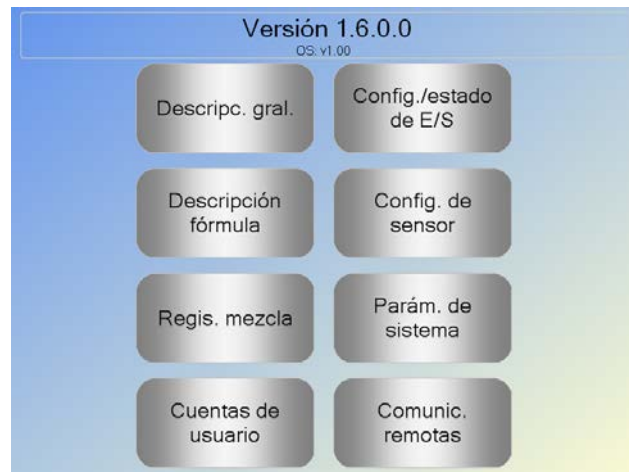 Versión 1.6.0.0
OS: v1.00
Descripc. gral.
Config./estado
de E/S
Descripción
fórmula
Config. de
sensor
Regis. mezcla
Parám. de
sistema
Cuentas de
usuario
Comunic.
remotas